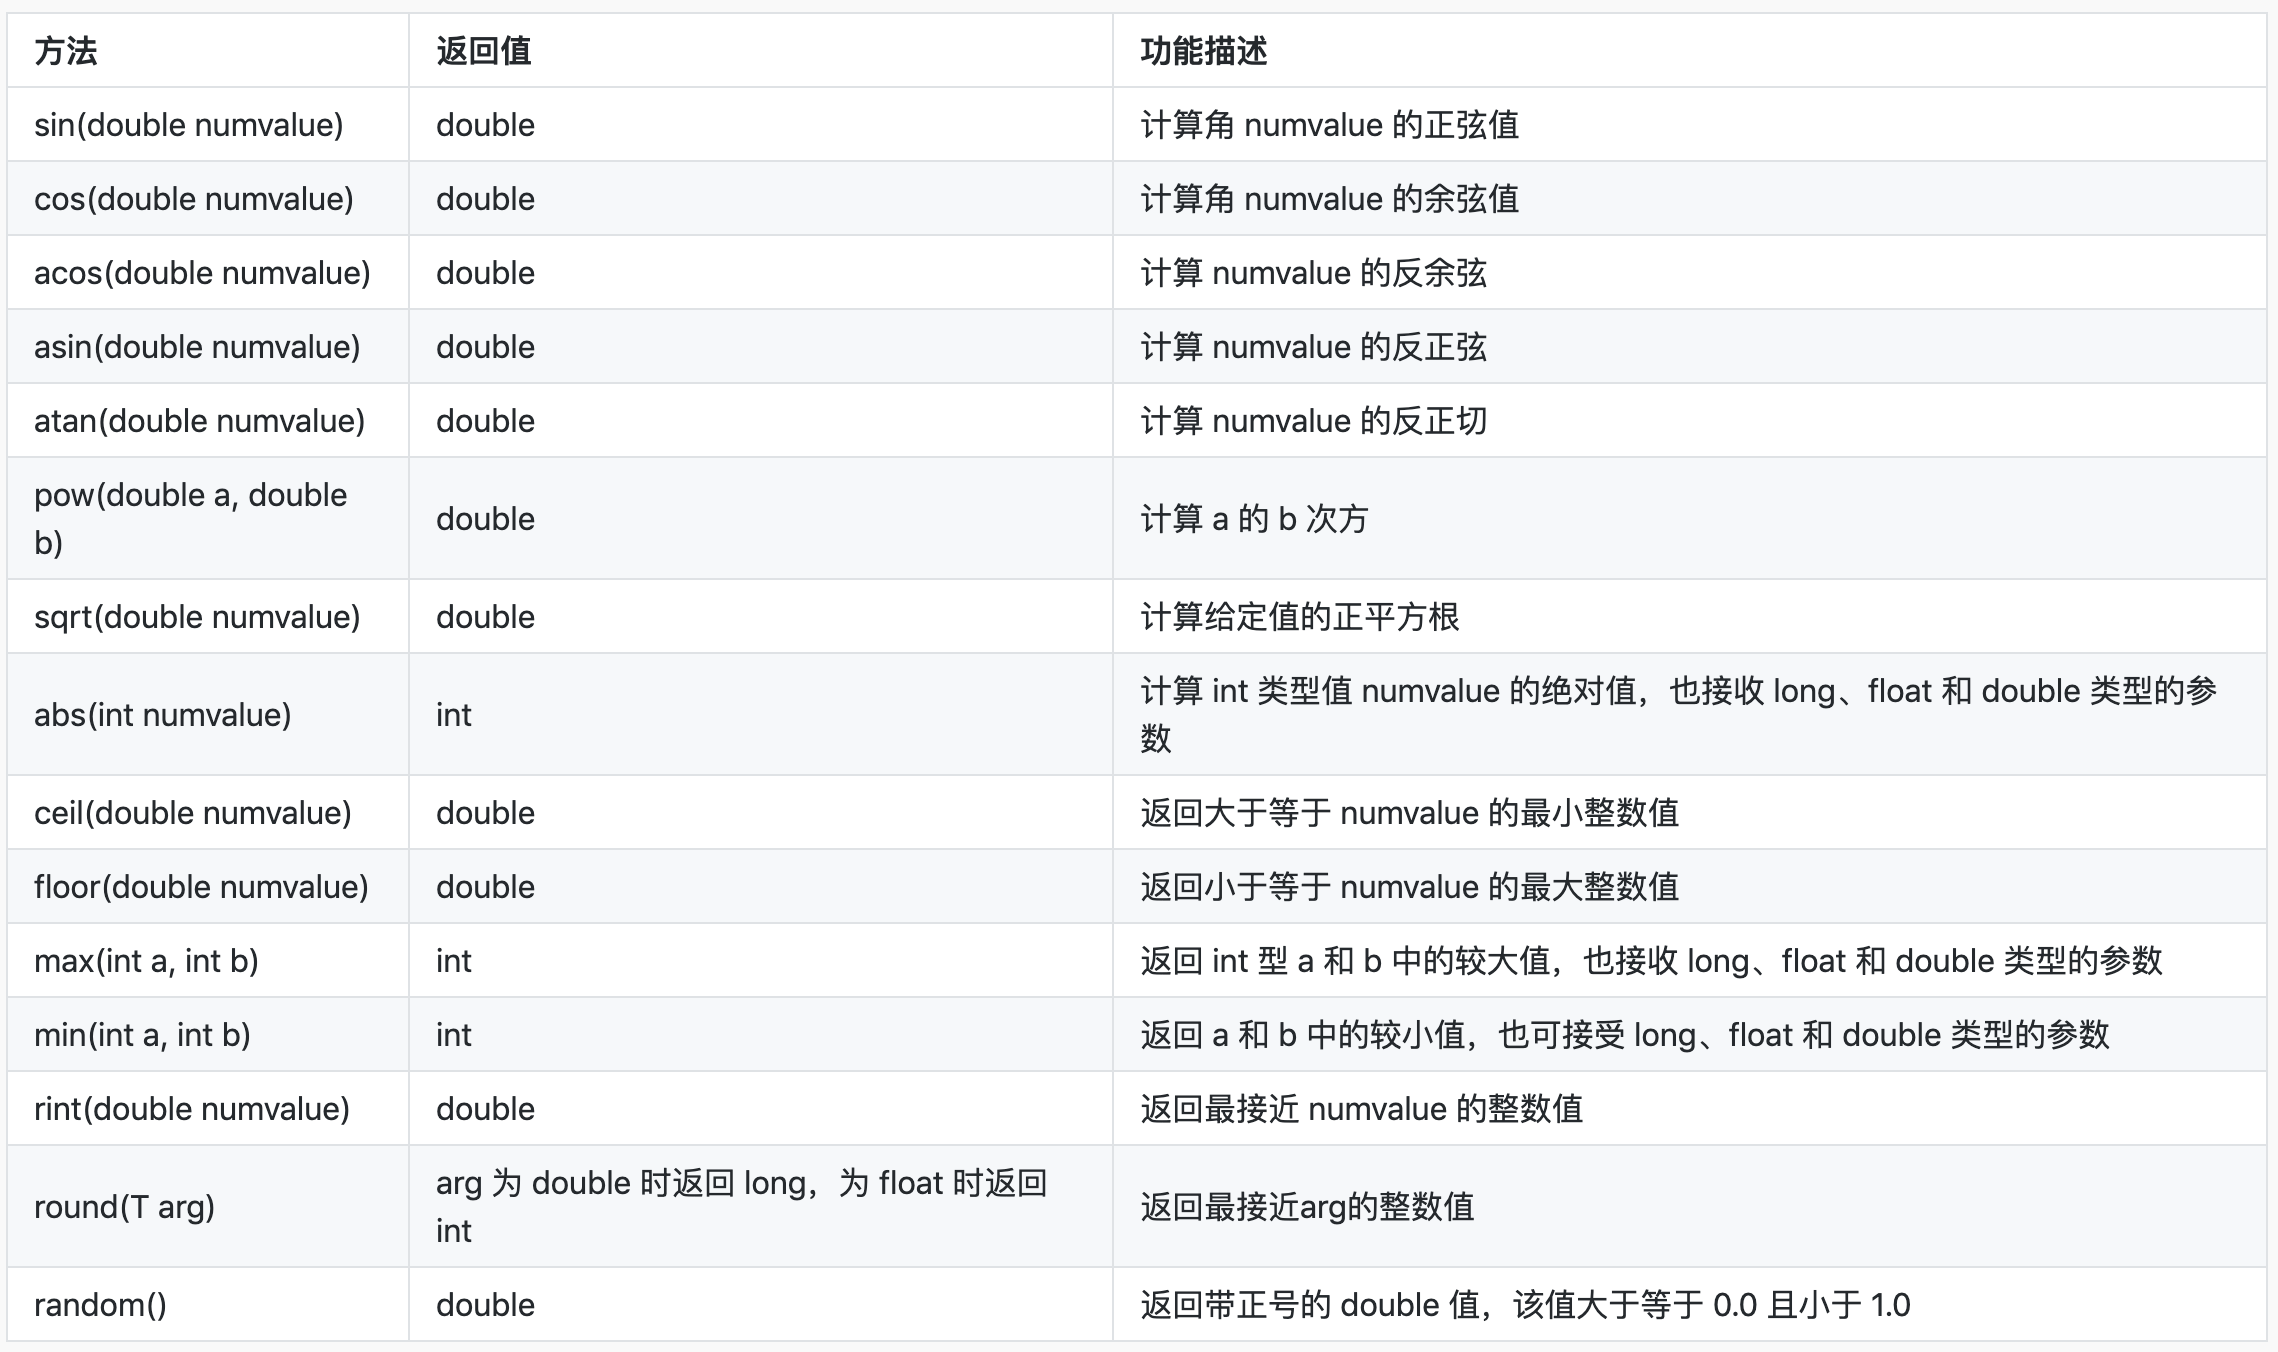 方法 返回值 功能描述
sin(double numvalue) double 计算角 numvalue 的正弦值
cos(double numvalue) double 计算角 numvalue 的余弦值
acos(double numvalue) double 计算 numvalue 的反余弦
asin(double numvalue) double 计算 numvalue 的反正弦
atan(double numvalue) double 计算 numvalue 的反正切
pow(double a, double
b) double 计算 a 的 b 次方
sqrt(double numvalue) double 计算给定值的正平方根
abs(int numvalue) int 计算 int 类型值 numvalue 的绝对值，也接收 long、float 和 double 类型的参
数
ceil(double numvalue) double 返回大于等于 numvalue 的最小整数值
floor(double numvalue) double 返回小于等于 numvalue 的最大整数值
max(int a, int b) int 返回 int 型 a 和 b 中的较大值，也接收 long、float 和 double 类型的参数
min(int a, int b) int 返回 a 和 b 中的较小值，也可接受 long、float 和 double 类型的参数
rint(double numvalue) double 返回最接近 numvalue 的整数值
round(T arg) arg 为 double 时返回 long，为 float 时返回
int 返回最接近arg的整数值
random() double 返回带正号的 double 值，该值大于等于 0.0 且小于 1.0